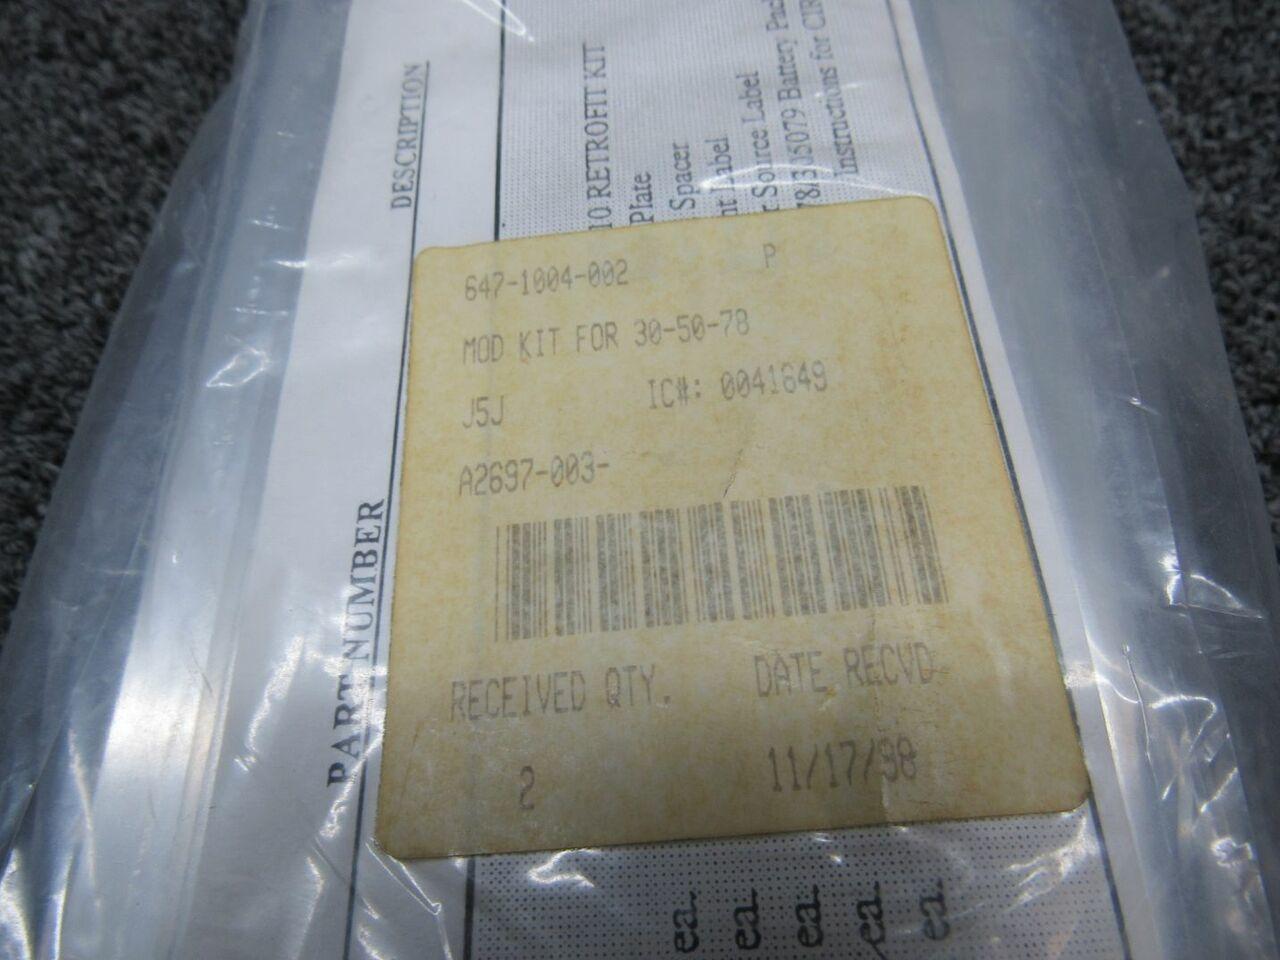 647-1004-002 P
MOD KIT FOR 30-50-78
J5J IC#: 0041649
A2697-003-
RECEIVED QTY. DATE RECVD
2 11/17/98
PART NUMBER
DESCRIPTION
10 RETROFIT KIT
Plate
Spacer
Label
Source Label
Battery Pack
Instructions for
ea.
ea.
ea.
ea.
ea